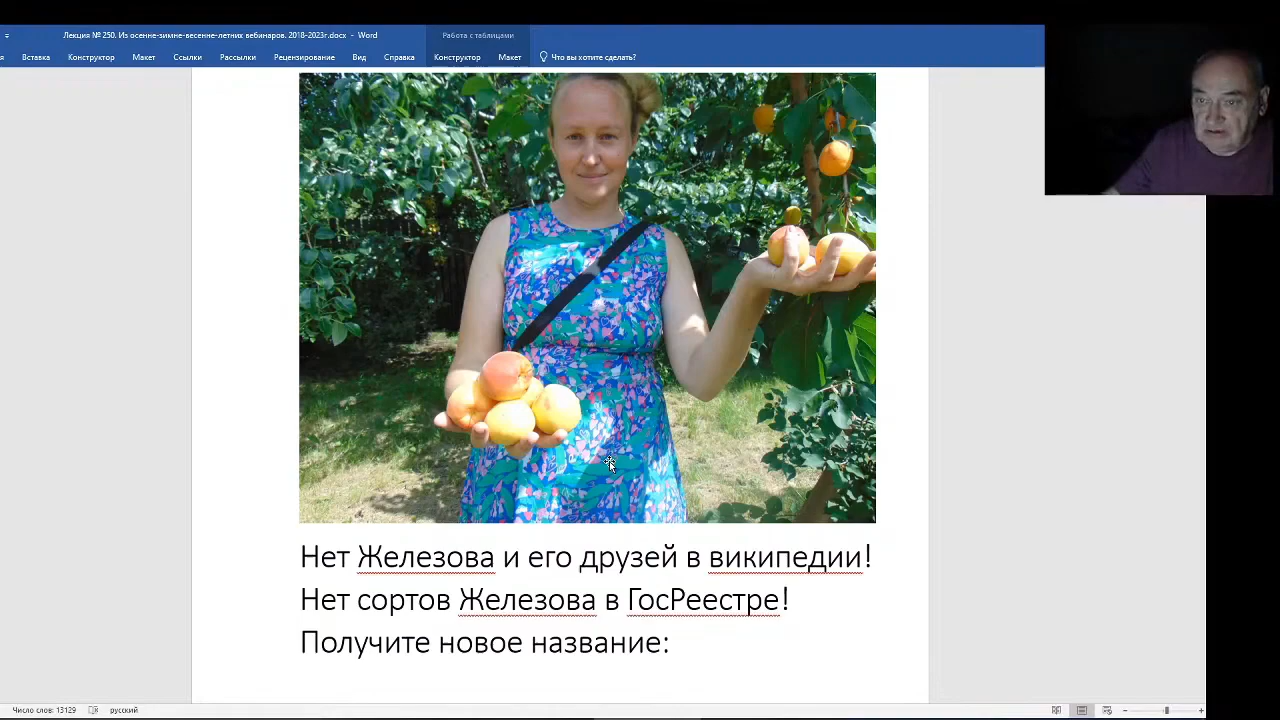 Лекция № 250. Из осенне-зимне-весенне-летних вебинаров. 2018-2023г.docx - Word
Работа с таблицами
я Вставка Конструктор Макет Ссылки Рассылки Рецензирование Вид Справка Конструктор Макет Что вы хотите сделать?
Нет Железова и его друзей в википедии!
Нет сортов Железова в ГосРеестре!
Получите новое название:
Число слов: 13129 русский